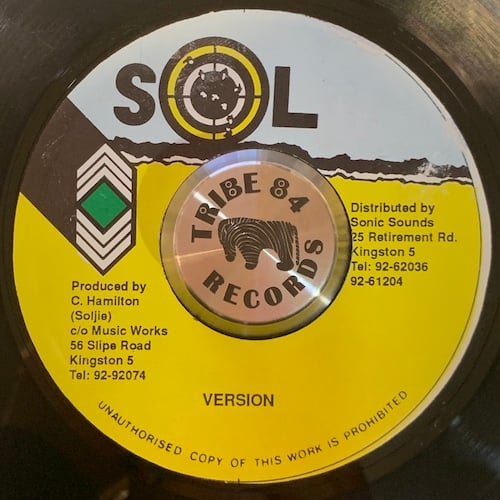 SOL
TRIBE 84
RECORDS
Distributed by
Sonic Sounds
25 Retirement Rd.
Kingston 5
Tel: 92-62036
92-61204
Produced by
C. Hamilton
(Soljie)
c/o Music Works
56 Slipe Road
Kingston 5
Tel: 92-92074
VERSION
UNAUTHORISED COPY OF THIS WORK IS PROHIBITED